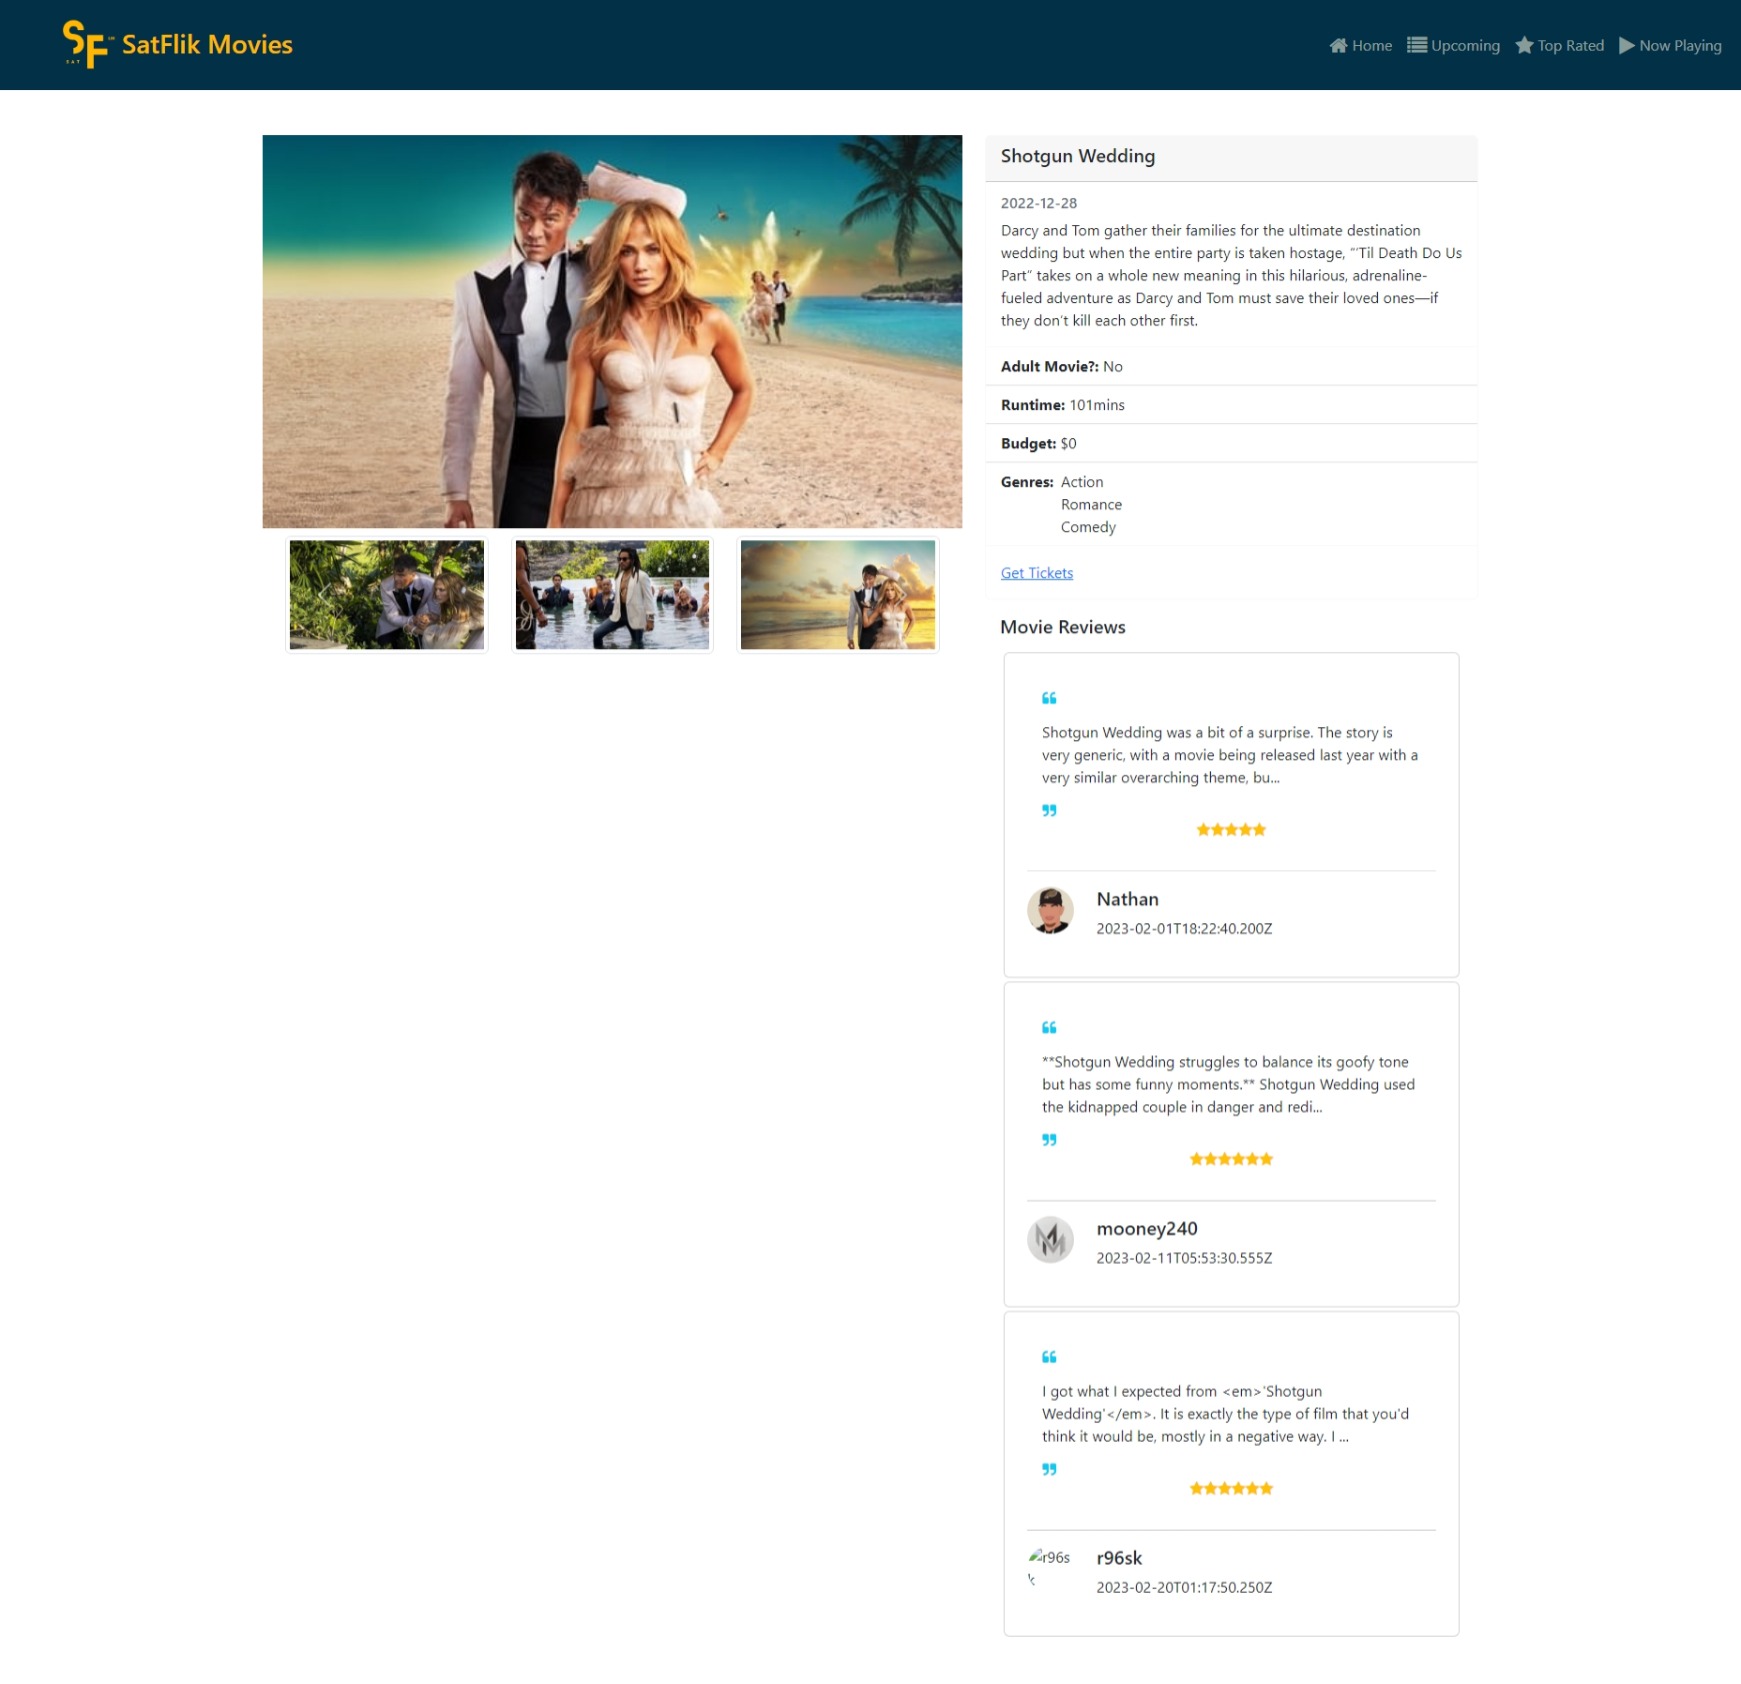 SF SAT SatFlik Movies
Home Upcoming Top Rated Now Playing
Shotgun Wedding
2022-12-28
Darcy and Tom gather their families for the ultimate destination
wedding but when the entire party is taken hostage, “‘Til Death Do Us
Part” takes on a whole new meaning in this hilarious, adrenaline-
fueled adventure as Darcy and Tom must save their loved ones—if
they don’t kill each other first.
Adult Movie?: No
Runtime: 101mins
Budget: $0
Genres: Action
Romance
Comedy
Get Tickets
Movie Reviews
Shotgun Wedding was a bit of a surprise. The story is
very generic, with a movie being released last year with a
very similar overarching theme, bu...
Nathan
2023-02-01T18:22:40.200Z
**Shotgun Wedding struggles to balance its goofy tone
but has some funny moments.** Shotgun Wedding used
the kidnapped couple in danger and redi...
mooney240
2023-02-11T05:53:30.555Z
I got what I expected from <em>'Shotgun
Wedding'</em>. It is exactly the type of film that you'd
think it would be, mostly in a negative way. I ...
r96s
k
r96sk
2023-02-20T01:17:50.250Z